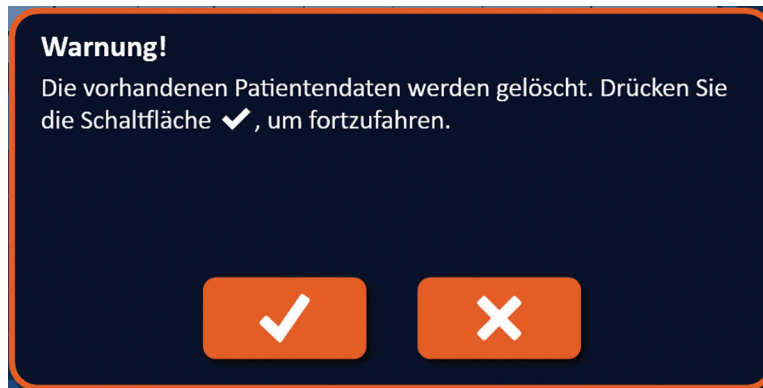 Warnung!
Die vorhandenen Patientendaten werden gelöscht. Drücken Sie
die Schaltfläche ✔, um fortzufahren.